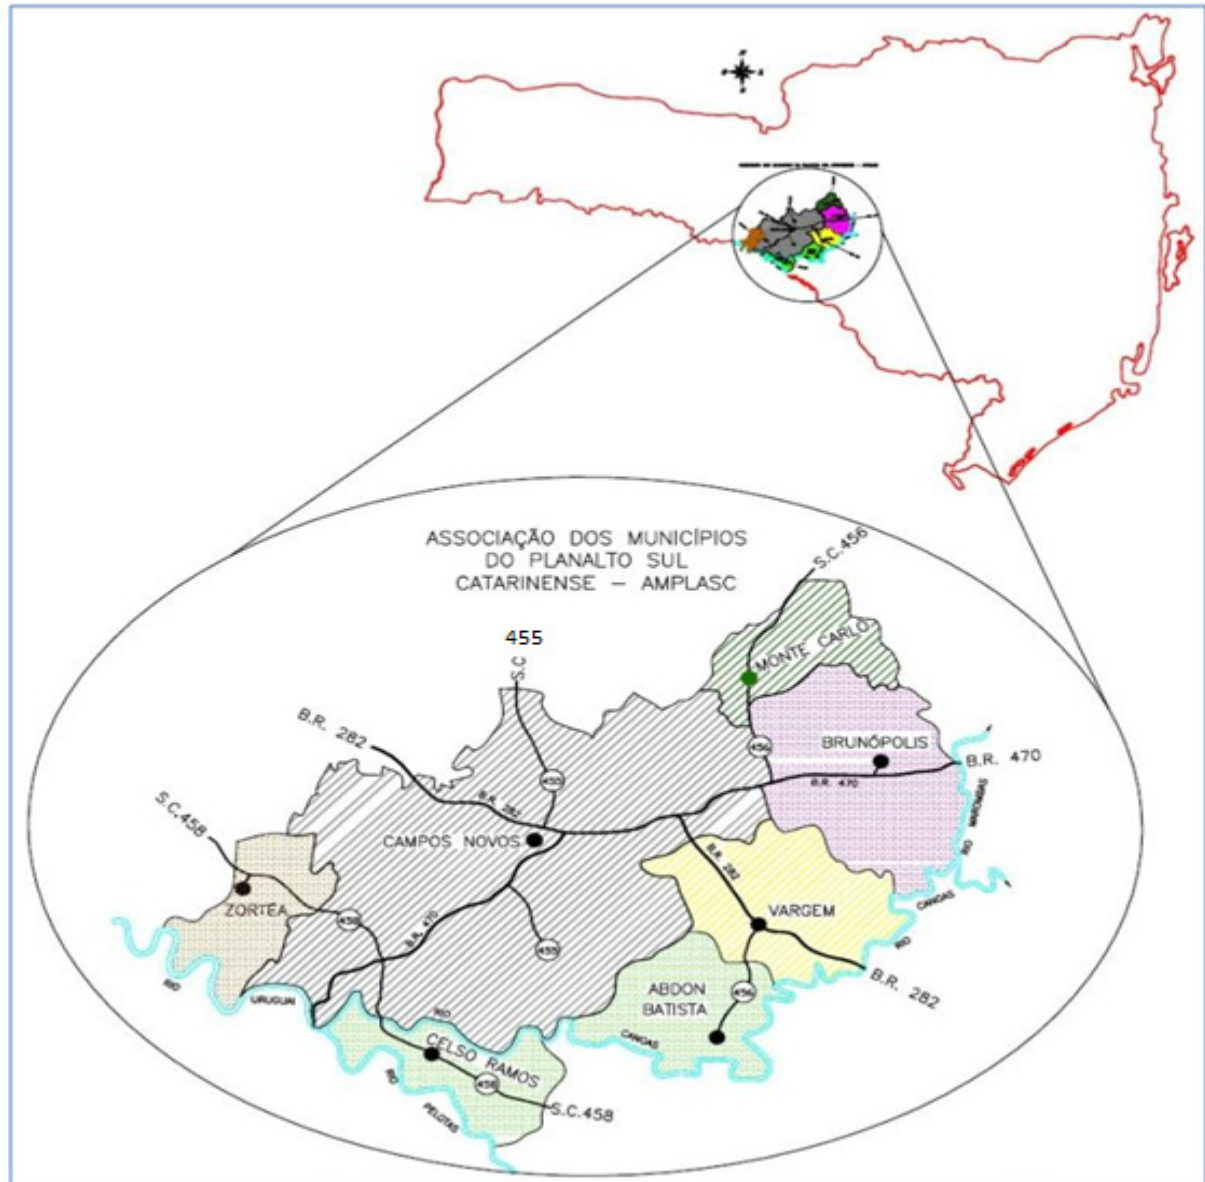 ASSOCIAÇÃO DOS MUNICÍPIOS
DO PLANALTO SUL
CATARINENSE – AMPLASC
S.C.456
455
S.C
MONTE CARLO
B.R. 282
BRUNÓPOLIS
456
B.R. 470
B.R. 470
S.C.458
B.R. 282
455
RIO MAROMBAS
CAMPOS NOVOS
B.R. 282
ZORTÉA
CANOAS
RIO
458
B.R. 470
455
VARGEM
RIO
URUGUAI
B.R. 282
ABDON
BATISTA
456
RIO
CANOAS
CELSO RAMOS
458
S.C.458
RIO
PELOTAS